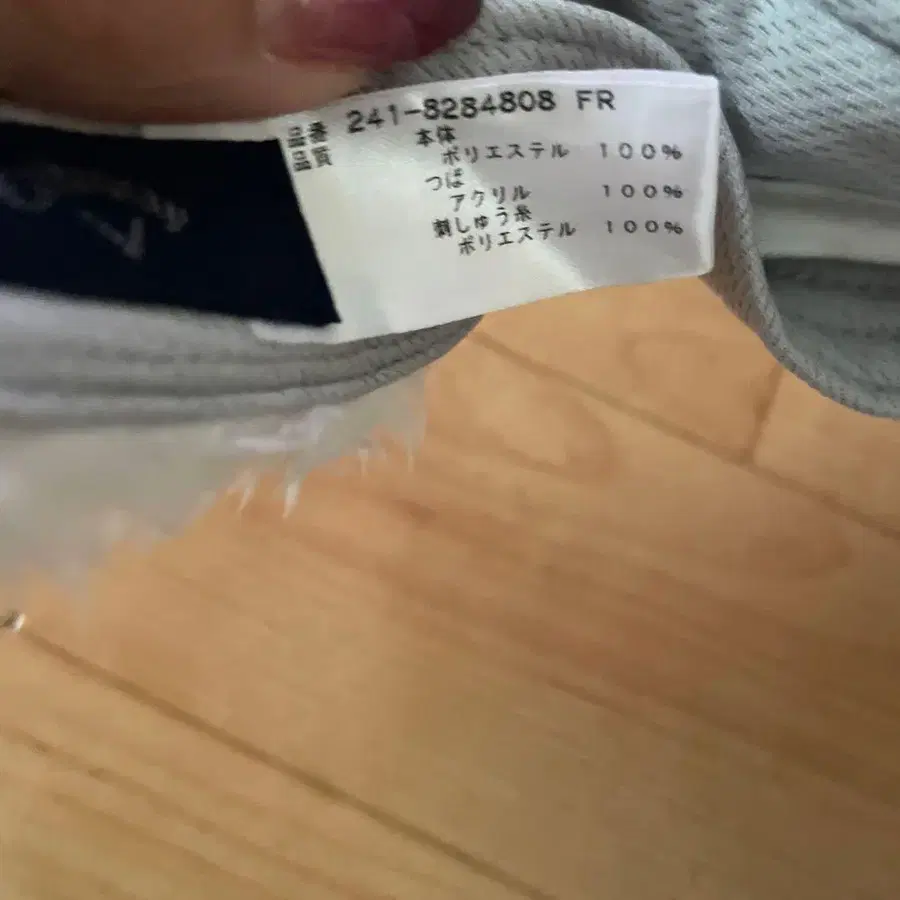 品番 241-8284808 FR
品質 本体
ポリエステル 100%
つば
アクリル 100%
刺しゅう糸
ポリエステル 100%